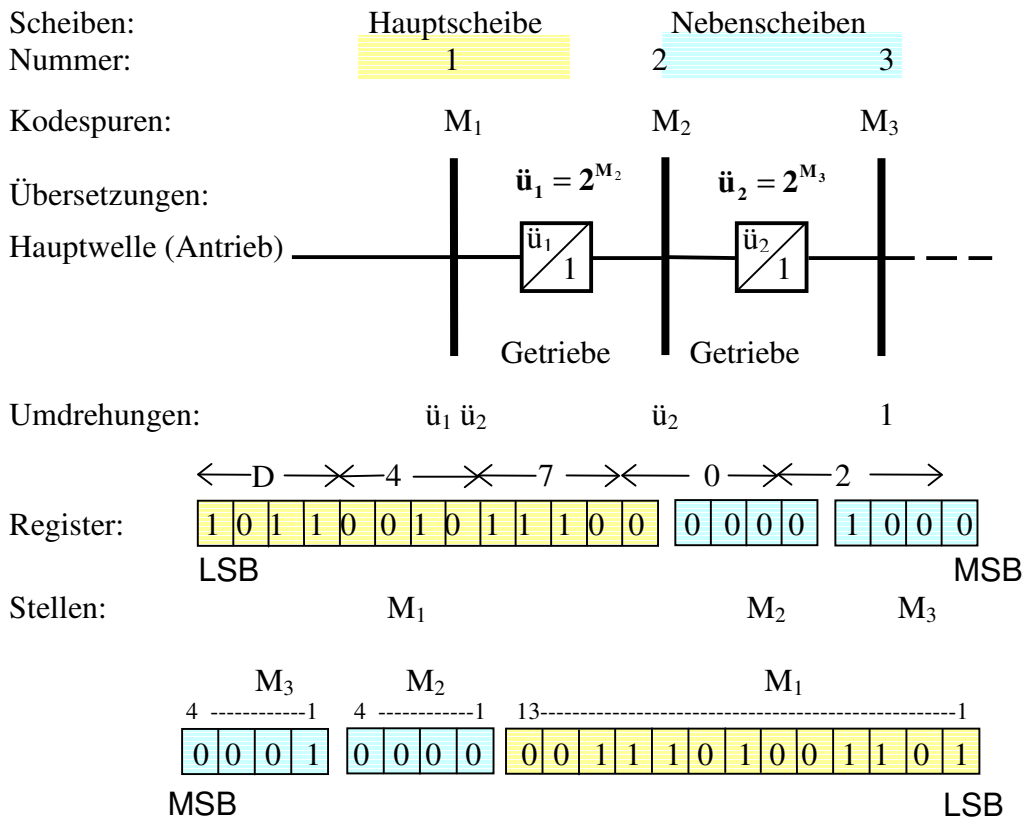 Scheiben: Hauptscheibe Nebenscheiben
Nummer: 1 2 3
Kodespuren: M₁ M₂ M₃
Übersetzungen: ü₁ = 2^M₂ ü₂ = 2^M₃
Hauptwelle (Antrieb) ü₁ / 1 ü₂ / 1
Getriebe Getriebe
Umdrehungen: ü₁ ü₂ ü₂ 1
D 4 7 0 2
Register: 1 0 1 1 0 0 1 0 1 1 1 0 0 0 0 0 0 1 0 0 0
LSB MSB
Stellen: M₁ M₂ M₃
M₃ M₂ M₁
4 ------------1 4 ------------1 13------------------------------------------------------1
0 0 0 1 0 0 0 0 0 0 1 1 1 0 1 0 0 1 1 0 1
MSB LSB